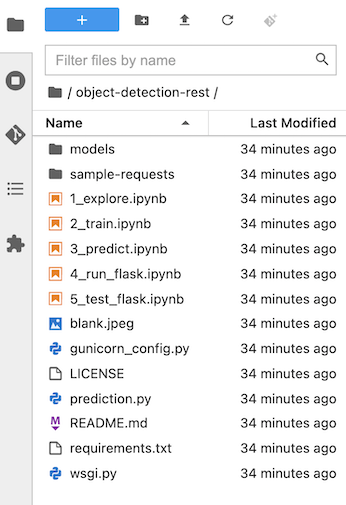 Filter files by name
/ object-detection-rest /
Name Last Modified
models 34 minutes ago
sample-requests 34 minutes ago
1_explore.ipynb 34 minutes ago
2_train.ipynb 34 minutes ago
3_predict.ipynb 34 minutes ago
4_run_flask.ipynb 34 minutes ago
5_test_flask.ipynb 34 minutes ago
blank.jpeg 34 minutes ago
gunicorn_config.py 34 minutes ago
LICENSE 34 minutes ago
prediction.py 34 minutes ago
README.md 34 minutes ago
requirements.txt 34 minutes ago
wsgi.py 34 minutes ago